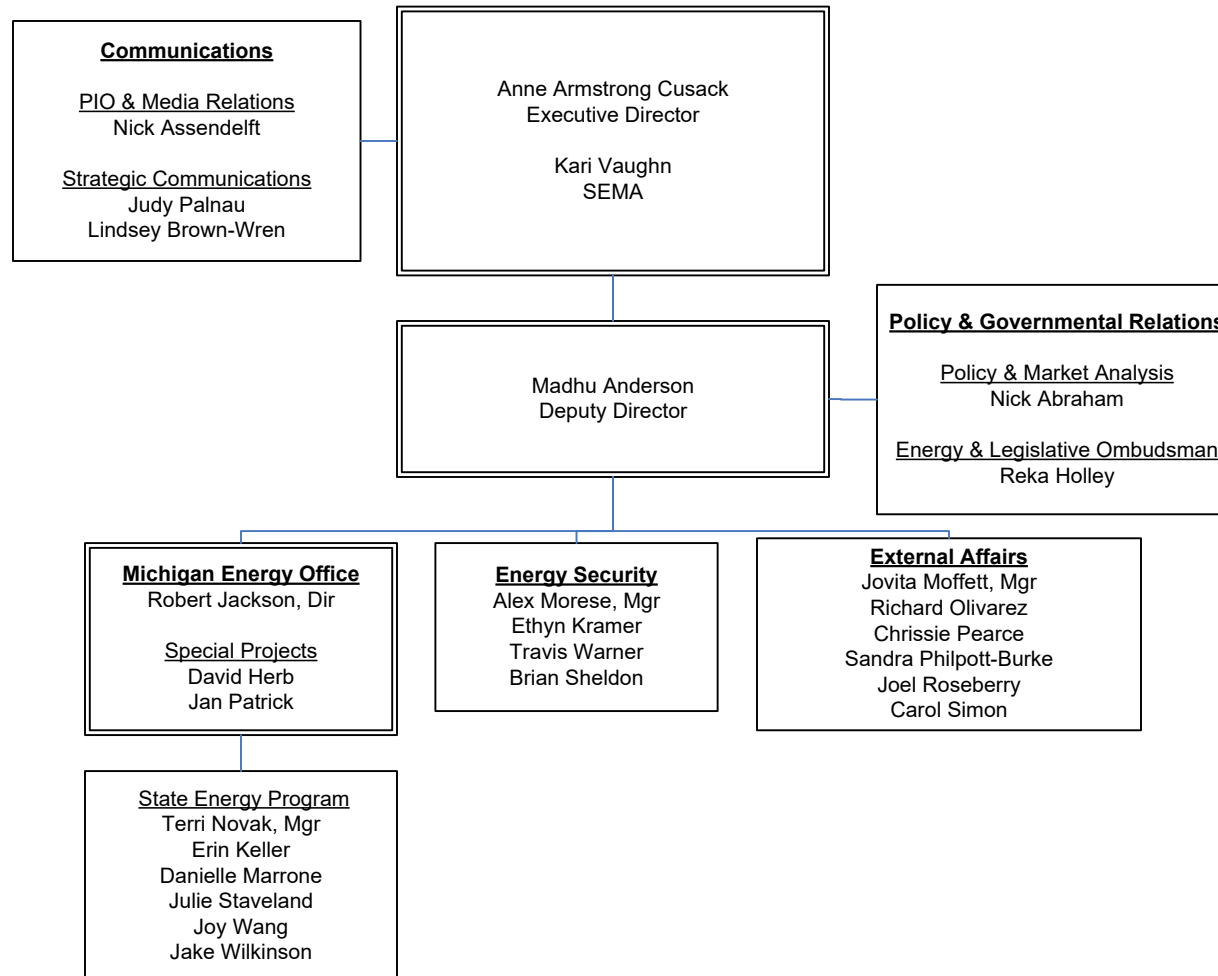 Communications
PIO & Media Relations
Nick Assendelft
Strategic Communications
Judy Palnau
Lindsey Brown-Wren
Anne Armstrong Cusack
Executive Director
Kari Vaughn
SEMA
Madhu Anderson
Deputy Director
Policy & Governmental Relations
Policy & Market Analysis
Nick Abraham
Energy & Legislative Ombudsman
Reka Holley
Michigan Energy Office
Robert Jackson, Dir
Special Projects
David Herb
Jan Patrick
Energy Security
Alex Morese, Mgr
Ethyn Kramer
Travis Warner
Brian Sheldon
External Affairs
Jovita Moffett, Mgr
Richard Olivarez
Chrissie Pearce
Sandra Philpott-Burke
Joel Roseberry
Carol Simon
State Energy Program
Terri Novak, Mgr
Erin Keller
Danielle Marrone
Julie Staveland
Joy Wang
Jake Wilkinson